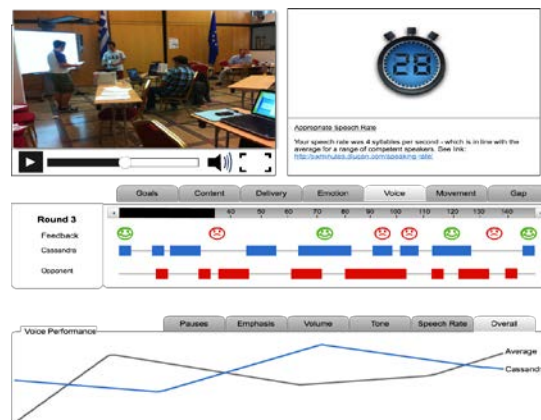 28
Appropriate Speech Rate
Your speech rate was 4 syllables per second - which is in line with the
average for a range of competent speakers. See link:
Goals Content Delivery Emotion Voice Movement Gap
Round 3
40 50 60 70 80 90 100 110 120 130 140
Feedback
Cassandra
Opponent
Voice Performance
Pauses Emphasis Volume Tone Speech Rate Overall
Average
Cassandr